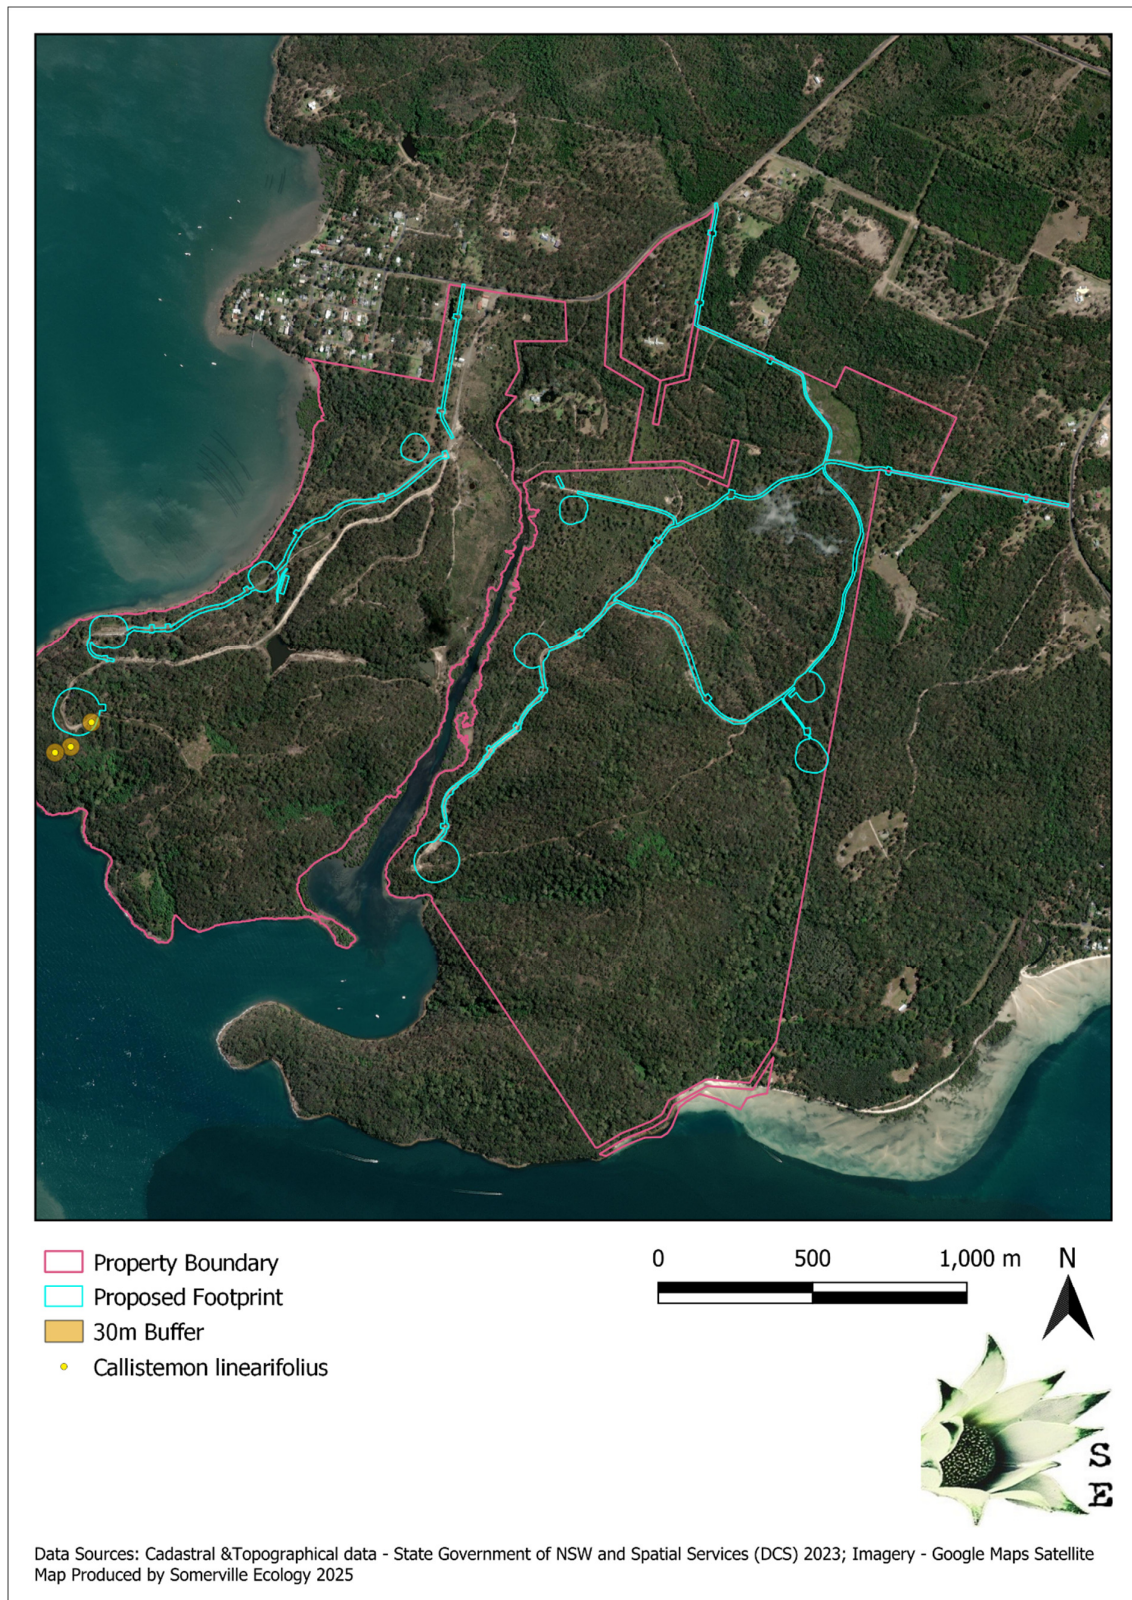 Property Boundary
Proposed Footprint
30m Buffer
Callistemon linearifolius
0 500 1,000 m
N
S
E
Data Sources: Cadastral &Topographical data - State Government of NSW and Spatial Services (DCS) 2023; Imagery - Google Maps Satellite
Map Produced by Somerville Ecology 2025